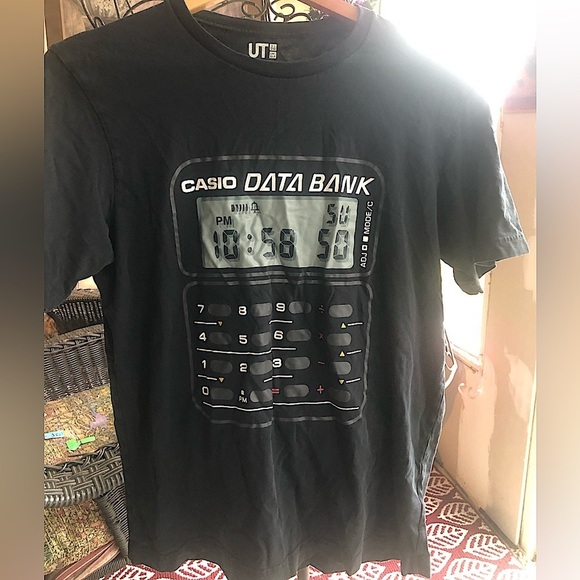 UT
CASIO DATA BANK
PM SU
10:58 50
ADJ MODE/C
7 8 9 ÷
4 5 6 ×
1 2 3 -
0 PM = +